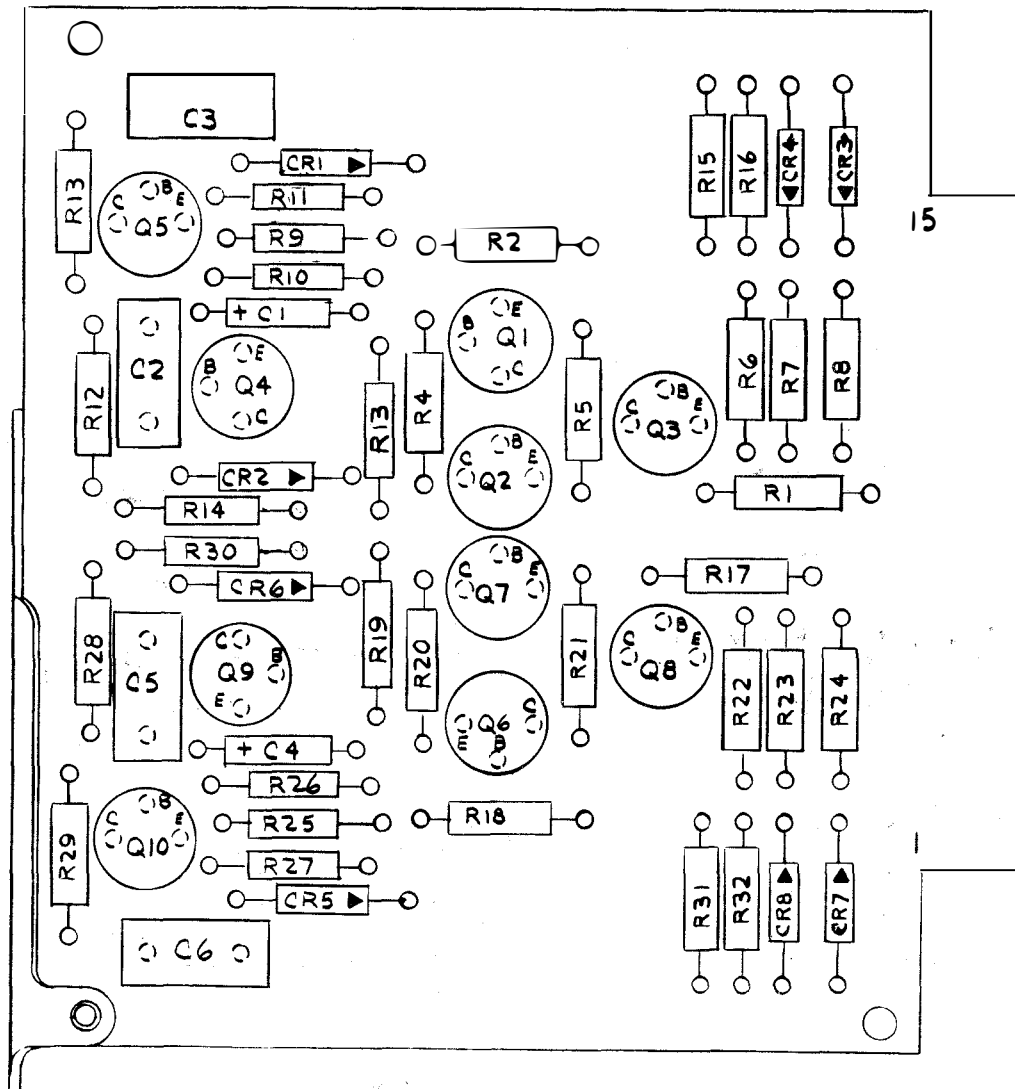 C3
CR1
R13
C
B
E
Q5
R11
R9
R10
+ C1
R2
R15
R16
CR4
CR3
15
R12
C2
B
E
C
Q4
R13
R4
B
E
C
Q1
R5
C
B
E
Q3
R6
R7
R8
CR2
C
B
E
Q2
R1
R14
R30
CR6
R28
C5
C
B
E
Q9
R19
R20
C
B
E
Q7
R21
R17
C
B
E
Q8
R22
R23
R24
E
B
C
Q6
+ C4
R26
R25
R27
CR5
R18
R29
C
B
E
Q10
C6
R31
R32
CR8
CR7
1